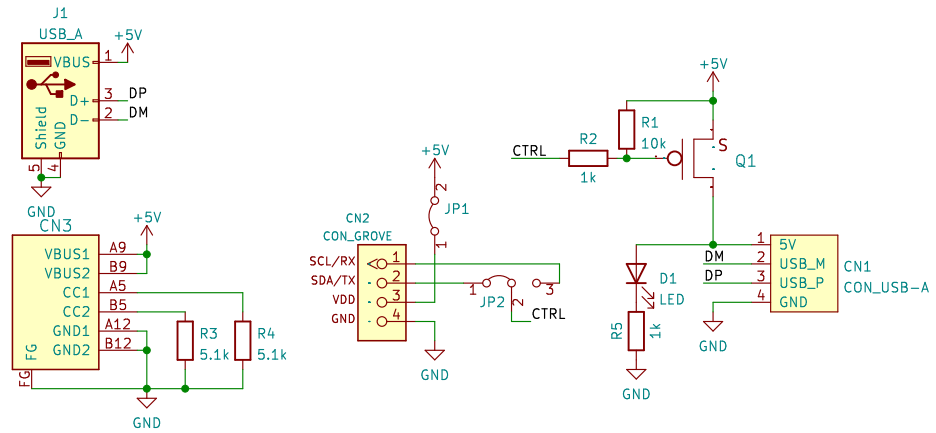 J1
USB_A
VBUS
1
+5V
D+
3
DP
D-
2
DM
Shield
GND
5
4
GND
CN3
+5V
VBUS1
A9
VBUS2
B9
CC1
A5
CC2
B5
GND1
A12
GND2
B12
FG
FG
R3
5.1k
R4
5.1k
GND
+5V
2
JP1
1
CN2
CON_GROVE
SCL/RX
1
SDA/TX
2
VDD
3
GND
4
1
JP2
2
3
CTRL
GND
+5V
R1
10k
CTRL
R2
1k
S
Q1
D1
LED
R5
1k
GND
DM
DP
GND
1
2
3
4
5V
USB_M
USB_P
GND
CN1
CON_USB-A